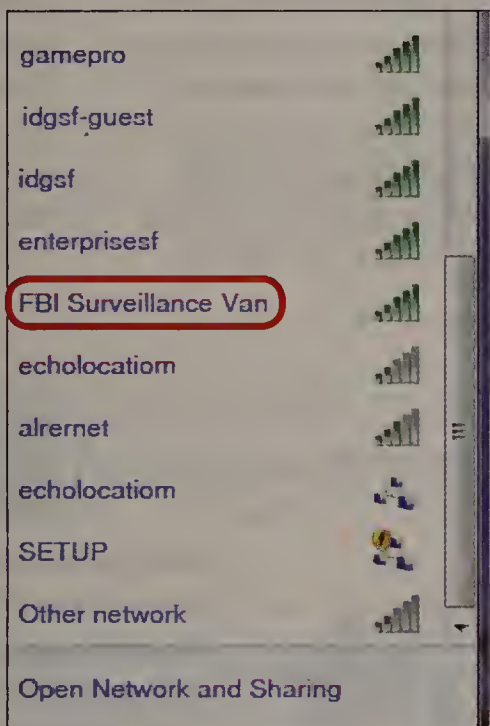 gamepro
idgsf-guest
idgsf
enterprisesf
FBI Surveillance Van
echolocatiom
alrernet
echolocatiom
SETUP
Other network
Open Network and Sharing